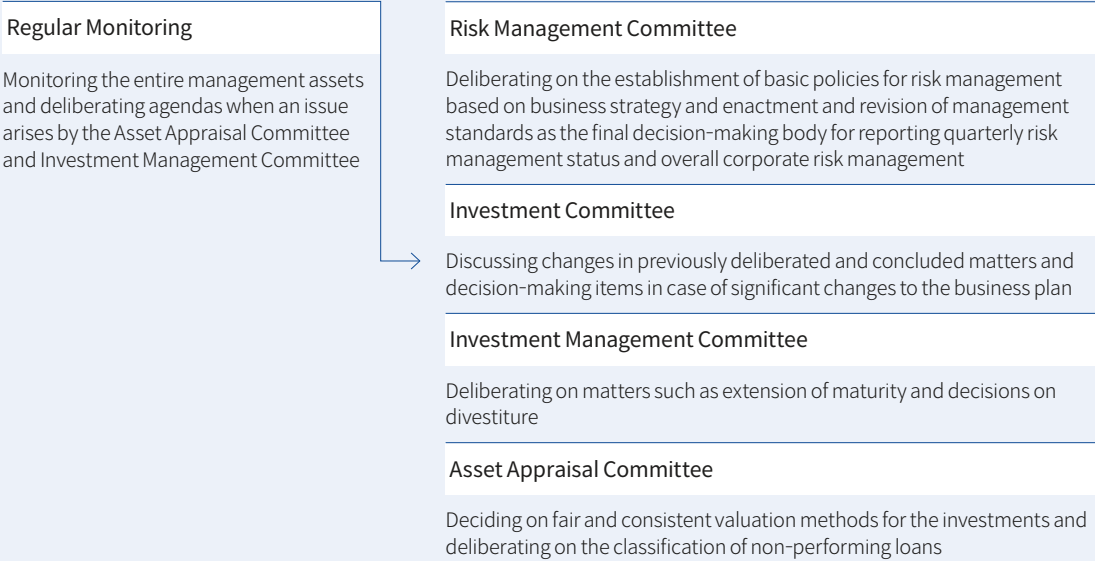 Regular Monitoring
Monitoring the entire management assets
and deliberating agendas when an issue
arises by the Asset Appraisal Committee
and Investment Management Committee
Risk Management Committee
Deliberating on the establishment of basic policies for risk management
based on business strategy and enactment and revision of management
standards as the final decision-making body for reporting quarterly risk
management status and overall corporate risk management
Investment Committee
Discussing changes in previously deliberated and concluded matters and
decision-making items in case of significant changes to the business plan
Investment Management Committee
Deliberating on matters such as extension of maturity and decisions on
divestiture
Asset Appraisal Committee
Deciding on fair and consistent valuation methods for the investments and
deliberating on the classification of non-performing loans